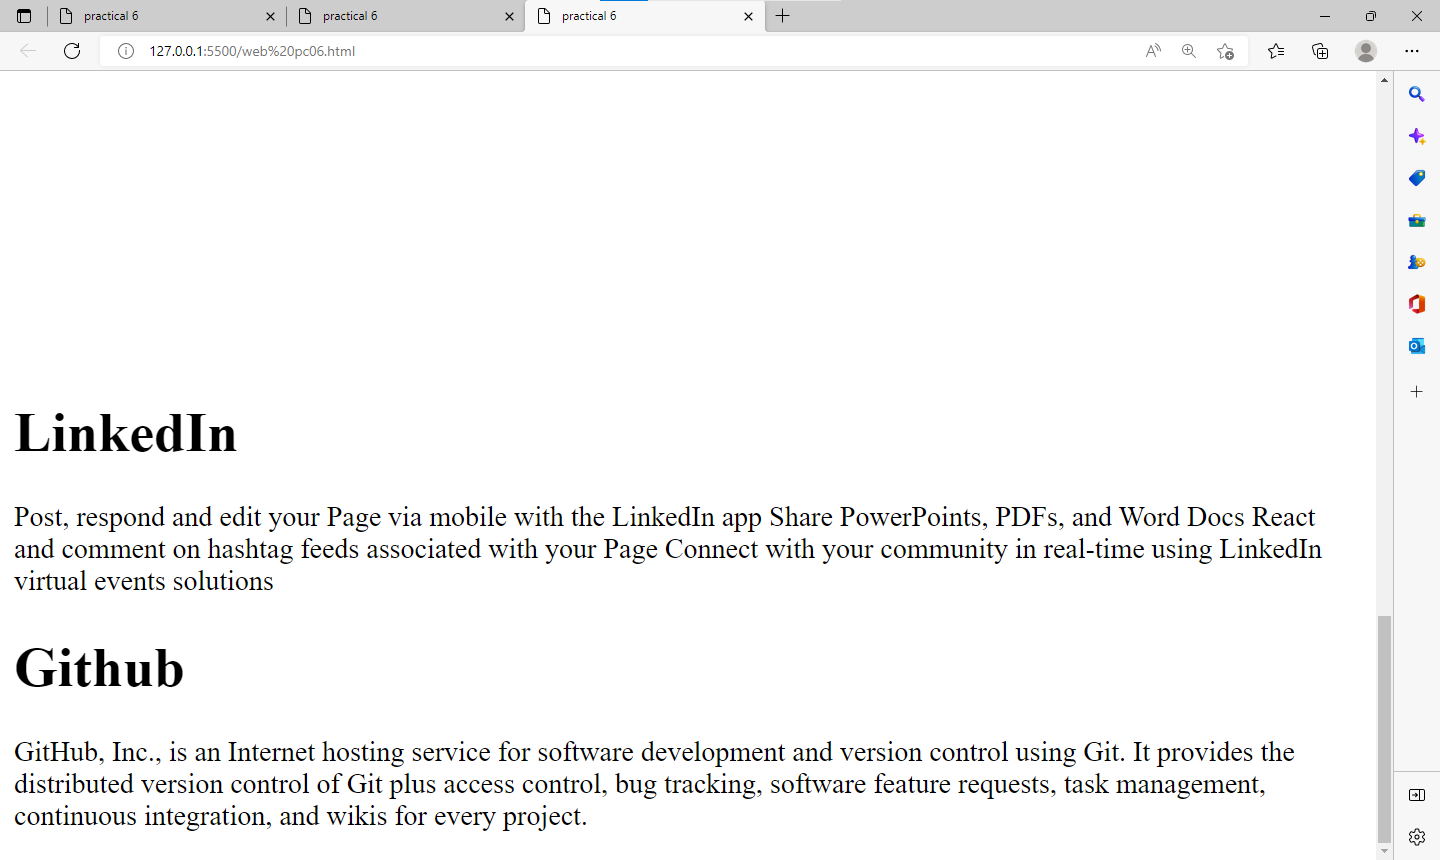 practical 6
practical 6
practical 6
127.0.0.1:5500/web%20pc06.html
LinkedIn
Post, respond and edit your Page via mobile with the LinkedIn app Share PowerPoints, PDFs, and Word Docs React
and comment on hashtag feeds associated with your Page Connect with your community in real-time using LinkedIn
virtual events solutions
Github
GitHub, Inc., is an Internet hosting service for software development and version control using Git. It provides the
distributed version control of Git plus access control, bug tracking, software feature requests, task management,
continuous integration, and wikis for every project.